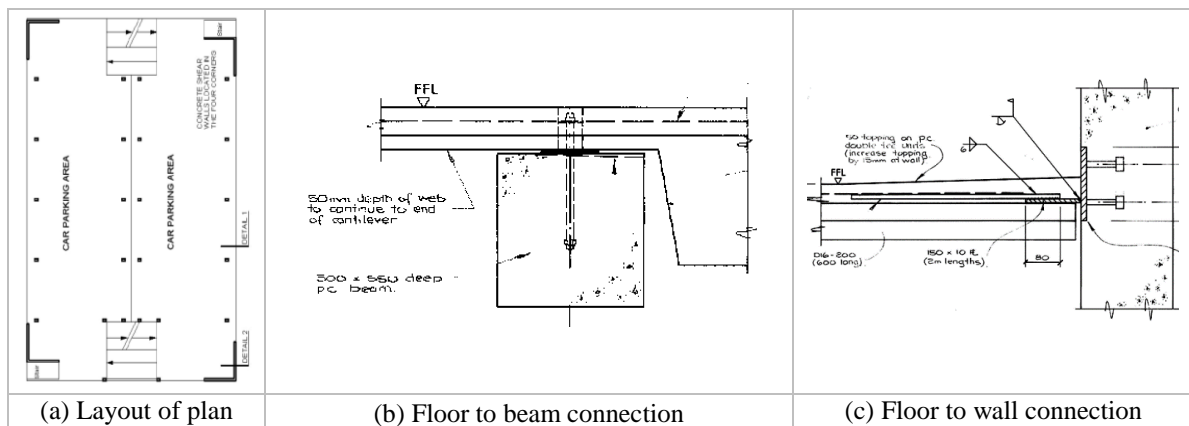 Stair
CONCRETE SHEAR
WALLS LOCATED IN
THE FOUR CORNERS
CAR PARKING AREA
CAR PARKING AREA
DETAIL 1
DETAIL 2
Stair
(a) Layout of plan
FFL
50mm depth of web
to continue to end
of cantilever
300 x 550 deep
pc beam.
(b) Floor to beam connection
50 topping on pc
double tee units
(increase topping
by 15mm at wall)
6
FFL
D16-200
(600 long)
150 x 10 PL
(2m lengths)
80
(c) Floor to wall connection